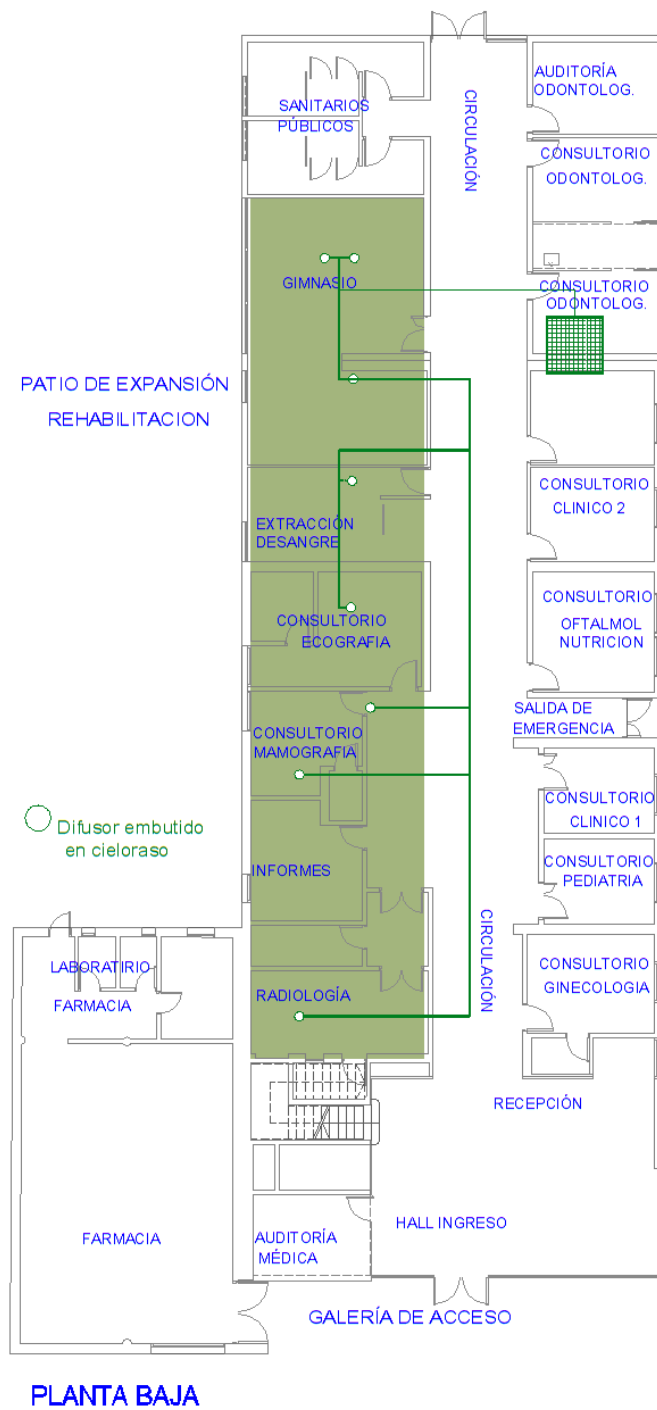 AUDITORÍA
ODONTOLOG.
SANITARIOS
PÚBLICOS
CIRCULACIÓN
CONSULTORIO
ODONTOLOG.
GIMNASIO
CONSULTORIO
ODONTOLOG.
PATIO DE EXPANSIÓN
REHABILITACION
CONSULTORIO
CLINICO 2
EXTRACCIÓN
DESANGRE
CONSULTORIO
ECOGRAFIA
CONSULTORIO
OFTALMOL
NUTRICION
SALIDA DE
EMERGENCIA
CONSULTORIO
MAMOGRAFIA
CONSULTORIO
CLINICO 1
Difusor embutido
en cieloraso
CONSULTORIO
PEDIATRIA
INFORMES
CIRCULACIÓN
LABORATIRIO
FARMACIA
RADIOLOGÍA
CONSULTORIO
GINECOLOGIA
RECEPCIÓN
FARMACIA
AUDITORÍA
MÉDICA
HALL INGRESO
GALERÍA DE ACCESO
PLANTA BAJA